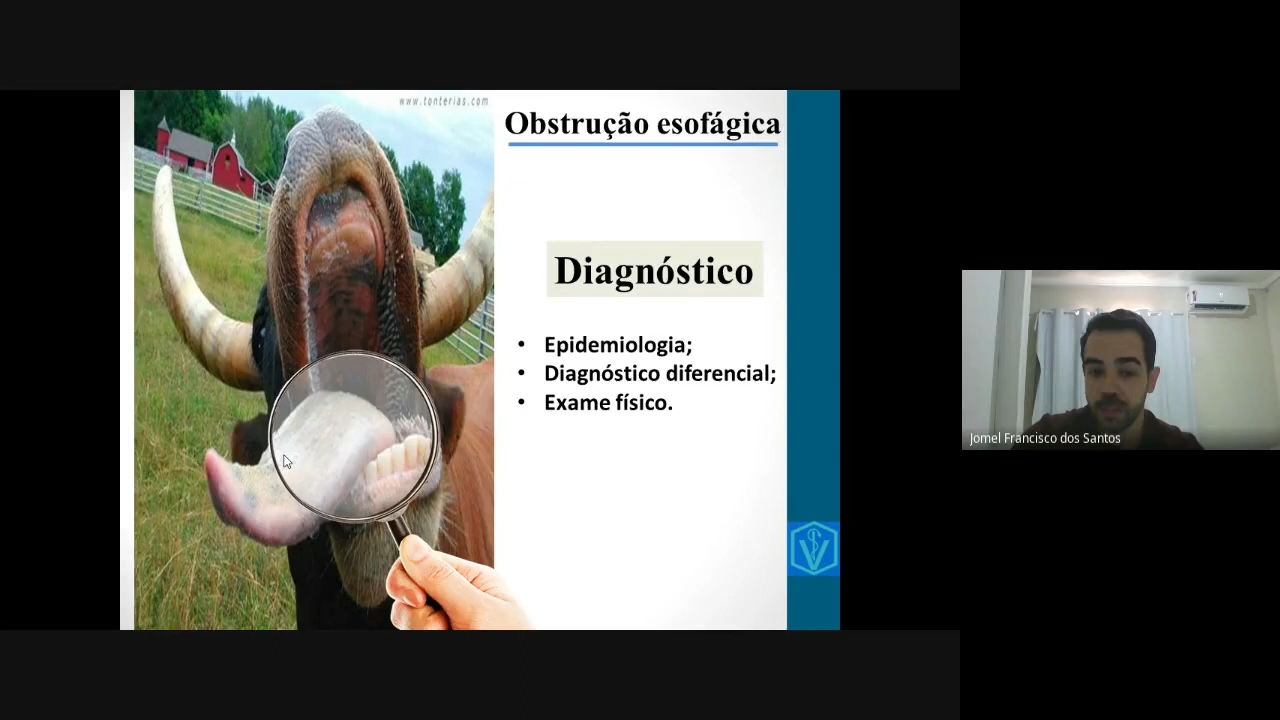 www.tonterias.com
Obstrução esofágica
Diagnóstico
• Epidemiologia;
• Diagnóstico diferencial;
• Exame físico.
Jomel Francisco dos Santos